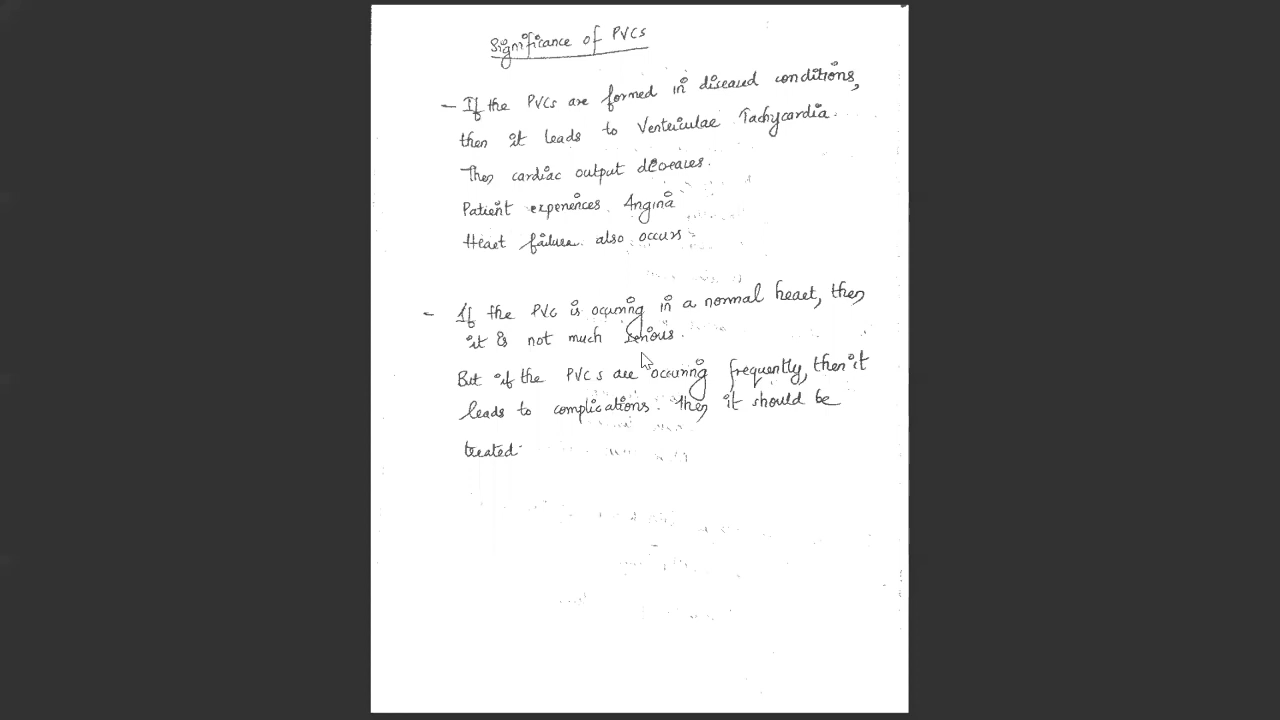 Significance of PVCs
- If the PVCs are formed in diseased conditions,
then it leads to Ventricular Tachycardia.
Then cardiac output decreases.
Patient experiences Angina
Heart failure also occurs.
- If the PVC is occuring in a normal heart, then
it is not much serious.
But if the PVCs are occuring frequently, then it
leads to complications. Then it should be
treated.